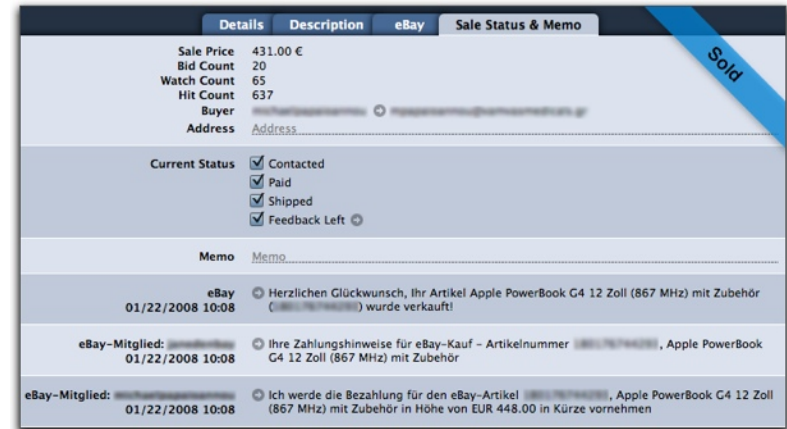 Details Description eBay Sale Status & Memo
Sold
Sale Price 431.00 €
Bid Count 20
Watch Count 65
Hit Count 637
Buyer
Address Address
Current Status Contacted
Paid
Shipped
Feedback Left
Memo Memo
eBay Herzlichen Glückwunsch, Ihr Artikel Apple PowerBook G4 12 Zoll (867 MHz) mit Zubehör
01/22/2008 10:08 ( ) wurde verkauft!
eBay-Mitglied: Ihre Zahlungshinweise für eBay-Kauf – Artikelnummer , Apple PowerBook
01/22/2008 10:08 G4 12 Zoll (867 MHz) mit Zubehör
eBay-Mitglied: Ich werde die Bezahlung für den eBay-Artikel , Apple PowerBook G4 12 Zoll
01/22/2008 10:08 (867 MHz) mit Zubehör in Höhe von EUR 448.00 in Kürze vornehmen